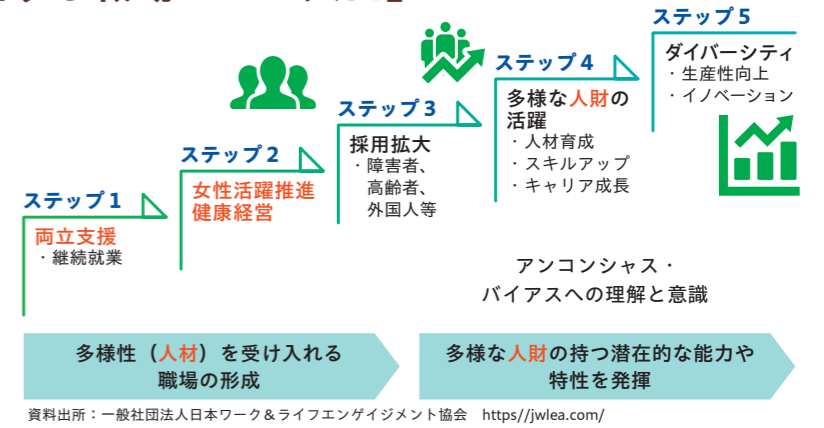 ステップ1
両立支援
・継続就業
ステップ2
女性活躍推進
健康経営
ステップ3
採用拡大
・障害者、
高齢者、
外国人等
ステップ4
多様な人財の
活躍
・人材育成
・スキルアップ
・キャリア成長
ステップ5
ダイバーシティ
・生産性向上
・イノベーション
アンコンシャス・
バイアスへの理解と意識
多様性（人材）を受け入れる
職場の形成
多様な人財の持つ潜在的な能力や
特性を発揮
資料出所：一般社団法人日本ワーク＆ライフエンゲイジメント協会　https//jwlea.com/